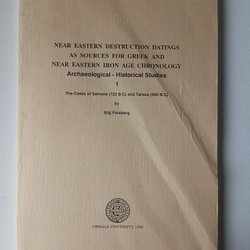 NEAR EASTERN DESTRUCTION DATINGS
AS SOURCES FOR GREEK AND
NEAR EASTERN IRON AGE CHRONOLOGY
Archaeological - Historical Studies
1
The Cases of Samaria (722 B.C.) and Tarsus (696 B.C.)
by
Stig Forsberg
UPPSALA UNIVERSITY 1995